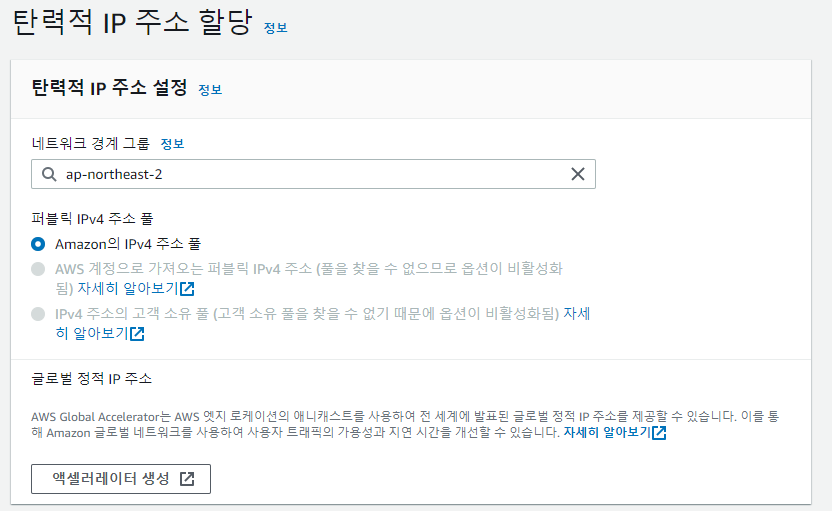 탄력적 IP 주소 할당 정보
탄력적 IP 주소 설정 정보
네트워크 경계 그룹 정보
ap-northeast-2
퍼블릭 IPv4 주소 풀
Amazon의 IPv4 주소 풀
AWS 계정으로 가져오는 퍼블릭 IPv4 주소 (풀을 찾을 수 없으므로 옵션이 비활성화
됨) 자세히 알아보기
IPv4 주소의 고객 소유 풀 (고객 소유 풀을 찾을 수 없기 때문에 옵션이 비활성화됨) 자세
히 알아보기
글로벌 정적 IP 주소
AWS Global Accelerator는 AWS 엣지 로케이션의 애니캐스트를 사용하여 전 세계에 발표된 글로벌 정적 IP 주소를 제공할 수 있습니다. 이를 통
해 Amazon 글로벌 네트워크를 사용하여 사용자 트래픽의 가용성과 지연 시간을 개선할 수 있습니다. 자세히 알아보기
액셀러레이터 생성